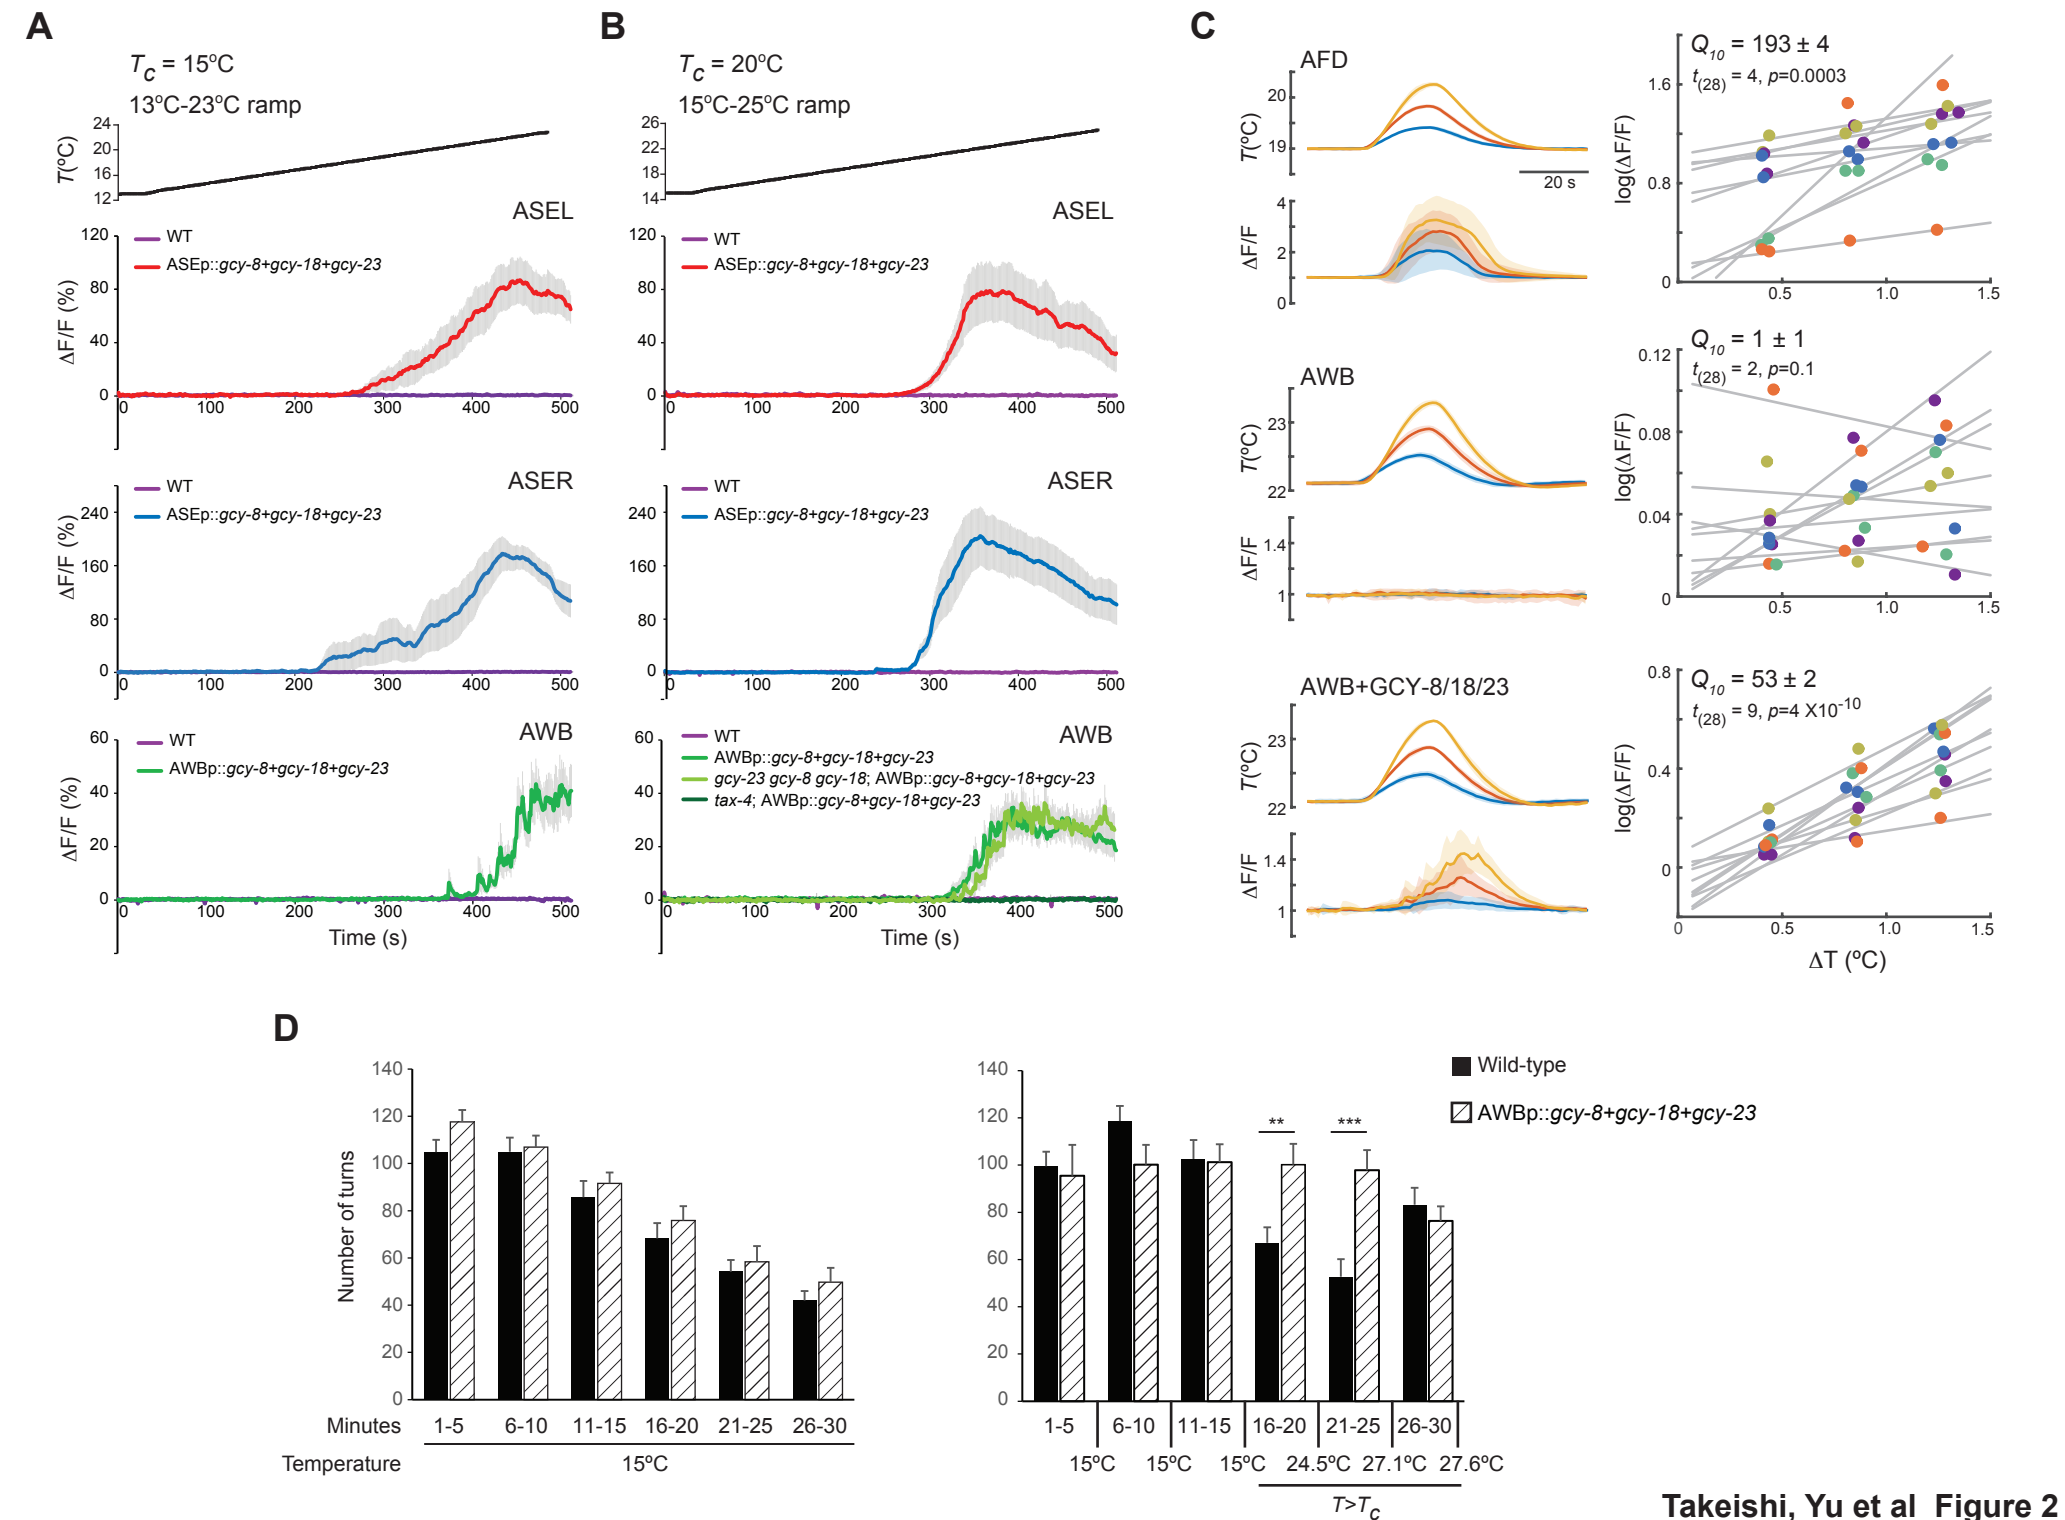 A
T_C = 15°C
13°C-23°C ramp
T(ºC)
24
20
16
12
ASEL
WT
ASEp::gcy-8+gcy-18+gcy-23
ΔF/F (%)
120
80
40
0
0 100 200 300 400 500
ASER
WT
ASEp::gcy-8+gcy-18+gcy-23
ΔF/F (%)
240
160
80
0
0 100 200 300 400 500
AWB
WT
AWBp::gcy-8+gcy-18+gcy-23
ΔF/F (%)
60
40
20
0
0 100 200 300 400 500
Time (s)
B
T_C = 20°C
15°C-25°C ramp
26
22
18
14
ASEL
WT
ASEp::gcy-8+gcy-18+gcy-23
120
80
40
0
0 100 200 300 400 500
ASER
WT
ASEp::gcy-8+gcy-18+gcy-23
240
160
80
0
0 100 200 300 400 500
AWB
WT
AWBp::gcy-8+gcy-18+gcy-23
gcy-23 gcy-8 gcy-18; AWBp::gcy-8+gcy-18+gcy-23
tax-4; AWBp::gcy-8+gcy-18+gcy-23
60
40
20
0
0 100 200 300 400 500
Time (s)
C
AFD
T(ºC)
20
19
20 s
ΔF/F
4
2
0
Q10 = 193 ± 4
t(28) = 4, p=0.0003
log(ΔF/F)
1.6
0.8
0
0.5 1.0 1.5
AWB
T(ºC)
23
22
ΔF/F
1.4
1
Q10 = 1 ± 1
t(28) = 2, p=0.1
log(ΔF/F)
0.12
0.08
0.04
0
0.5 1.0 1.5
AWB+GCY-8/18/23
T(ºC)
23
22
ΔF/F
1.4
1
Q10 = 53 ± 2
t(28) = 9, p=4 X10-10
log(ΔF/F)
0.8
0.4
0
0 0.5 1.0 1.5
ΔT (ºC)
D
Number of turns
140
120
100
80
60
40
20
0
Minutes 1-5 6-10 11-15 16-20 21-25 26-30
Temperature 15ºC
140
120
100
80
60
40
20
0
** ***
1-5 6-10 11-15 16-20 21-25 26-30
15ºC 15ºC 15ºC 24.5ºC 27.1ºC 27.6ºC
T>T_C
Wild-type
AWBp::gcy-8+gcy-18+gcy-23
Takeishi, Yu et al Figure 2